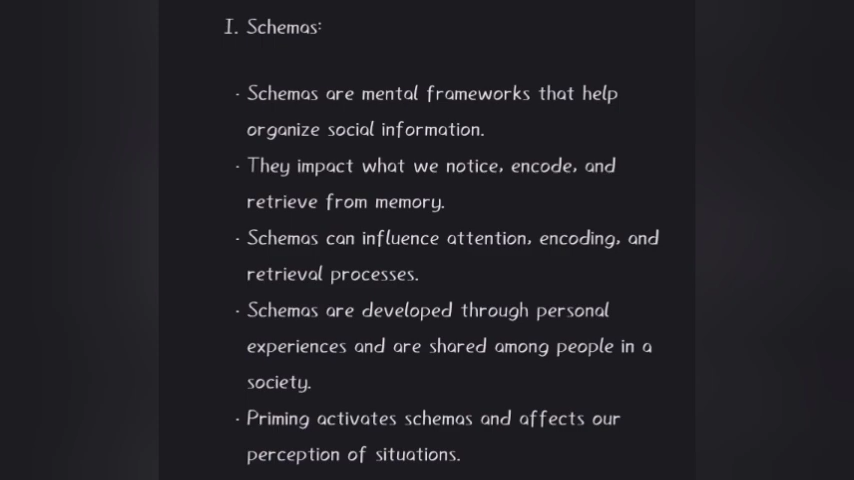 I. Schemas:
· Schemas are mental frameworks that help
organize social information.
· They impact what we notice, encode, and
retrieve from memory.
· Schemas can influence attention, encoding, and
retrieval processes.
· Schemas are developed through personal
experiences and are shared among people in a
society.
· Priming activates schemas and affects our
perception of situations.